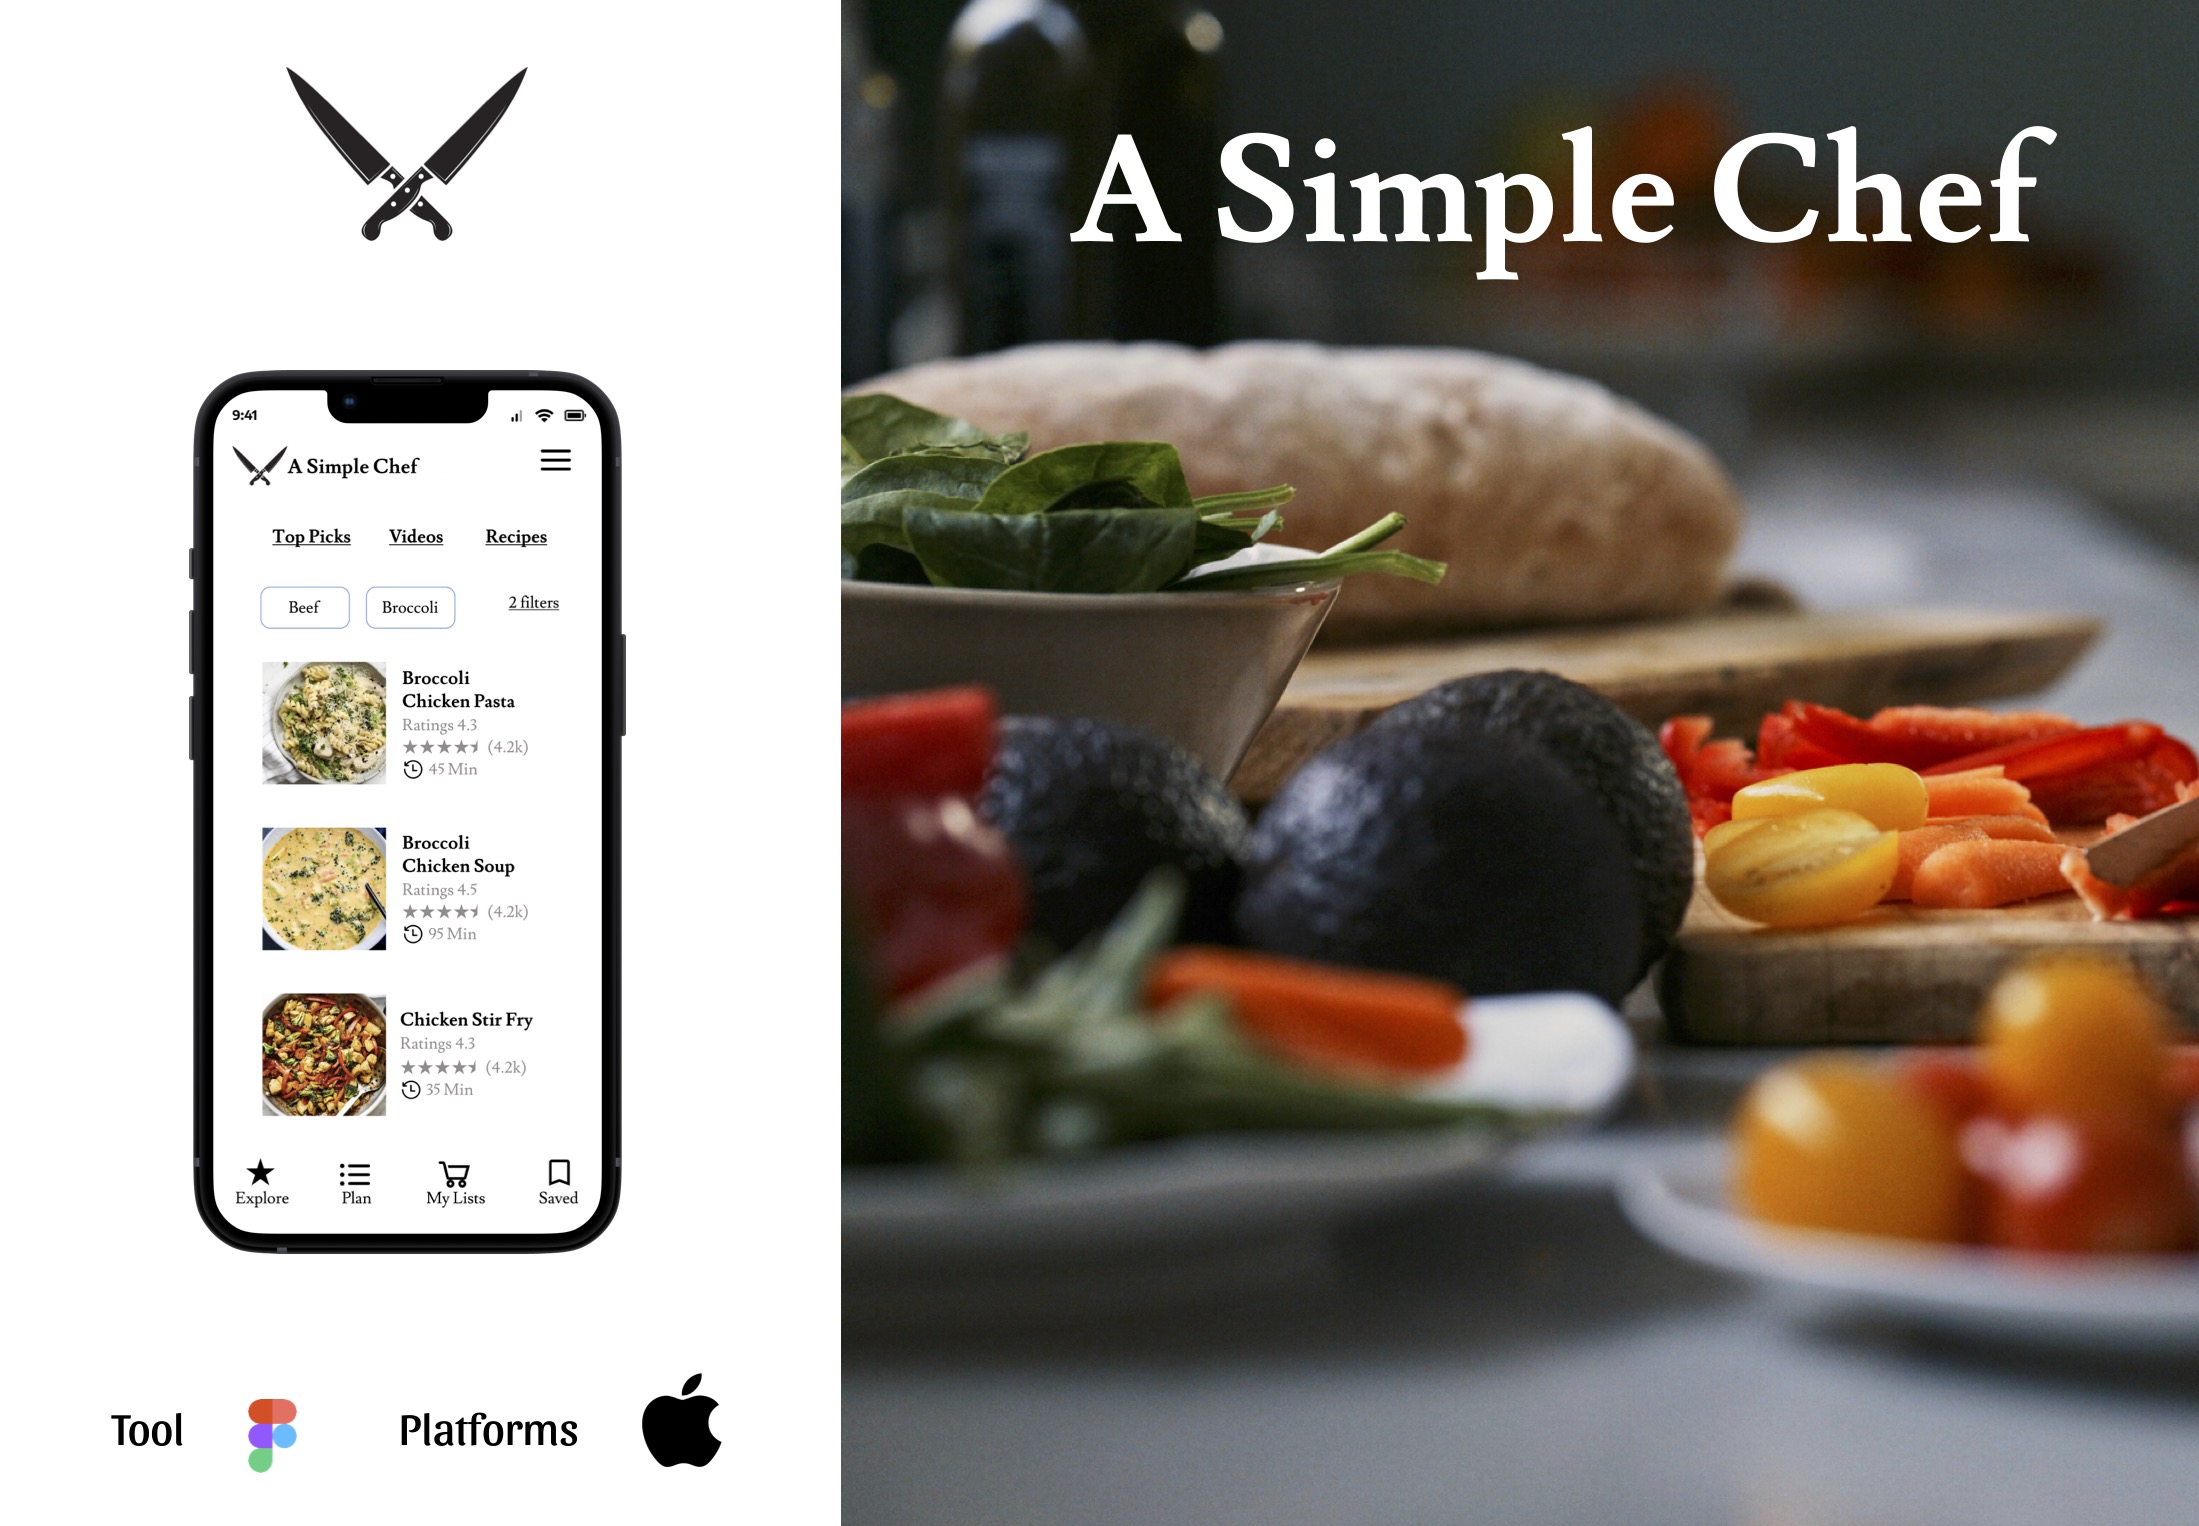 A Simple Chef
9:41
A Simple Chef
Top Picks Videos Recipes
Beef Broccoli 2 filters
Broccoli
Chicken Pasta
Ratings 4.3
(4.2k)
45 Min
Broccoli
Chicken Soup
Ratings 4.5
(4.2k)
95 Min
Chicken Stir Fry
Ratings 4.3
(4.2k)
35 Min
Explore Plan My Lists Saved
Tool Platforms